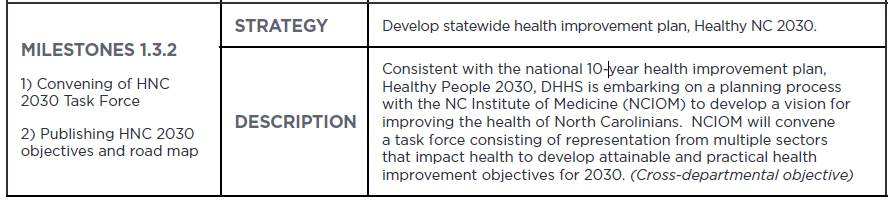 MILESTONES 1.3.2
1) Convening of HNC
2030 Task Force
2) Publishing HNC 2030
objectives and road map
STRATEGY
Develop statewide health improvement plan, Healthy NC 2030.
DESCRIPTION
Consistent with the national 10-year health improvement plan,
Healthy People 2030, DHHS is embarking on a planning process
with the NC Institute of Medicine (NCIOM) to develop a vision for
improving the health of North Carolinians.  NCIOM will convene
a task force consisting of representation from multiple sectors
that impact health to develop attainable and practical health
improvement objectives for 2030. (Cross-departmental objective)